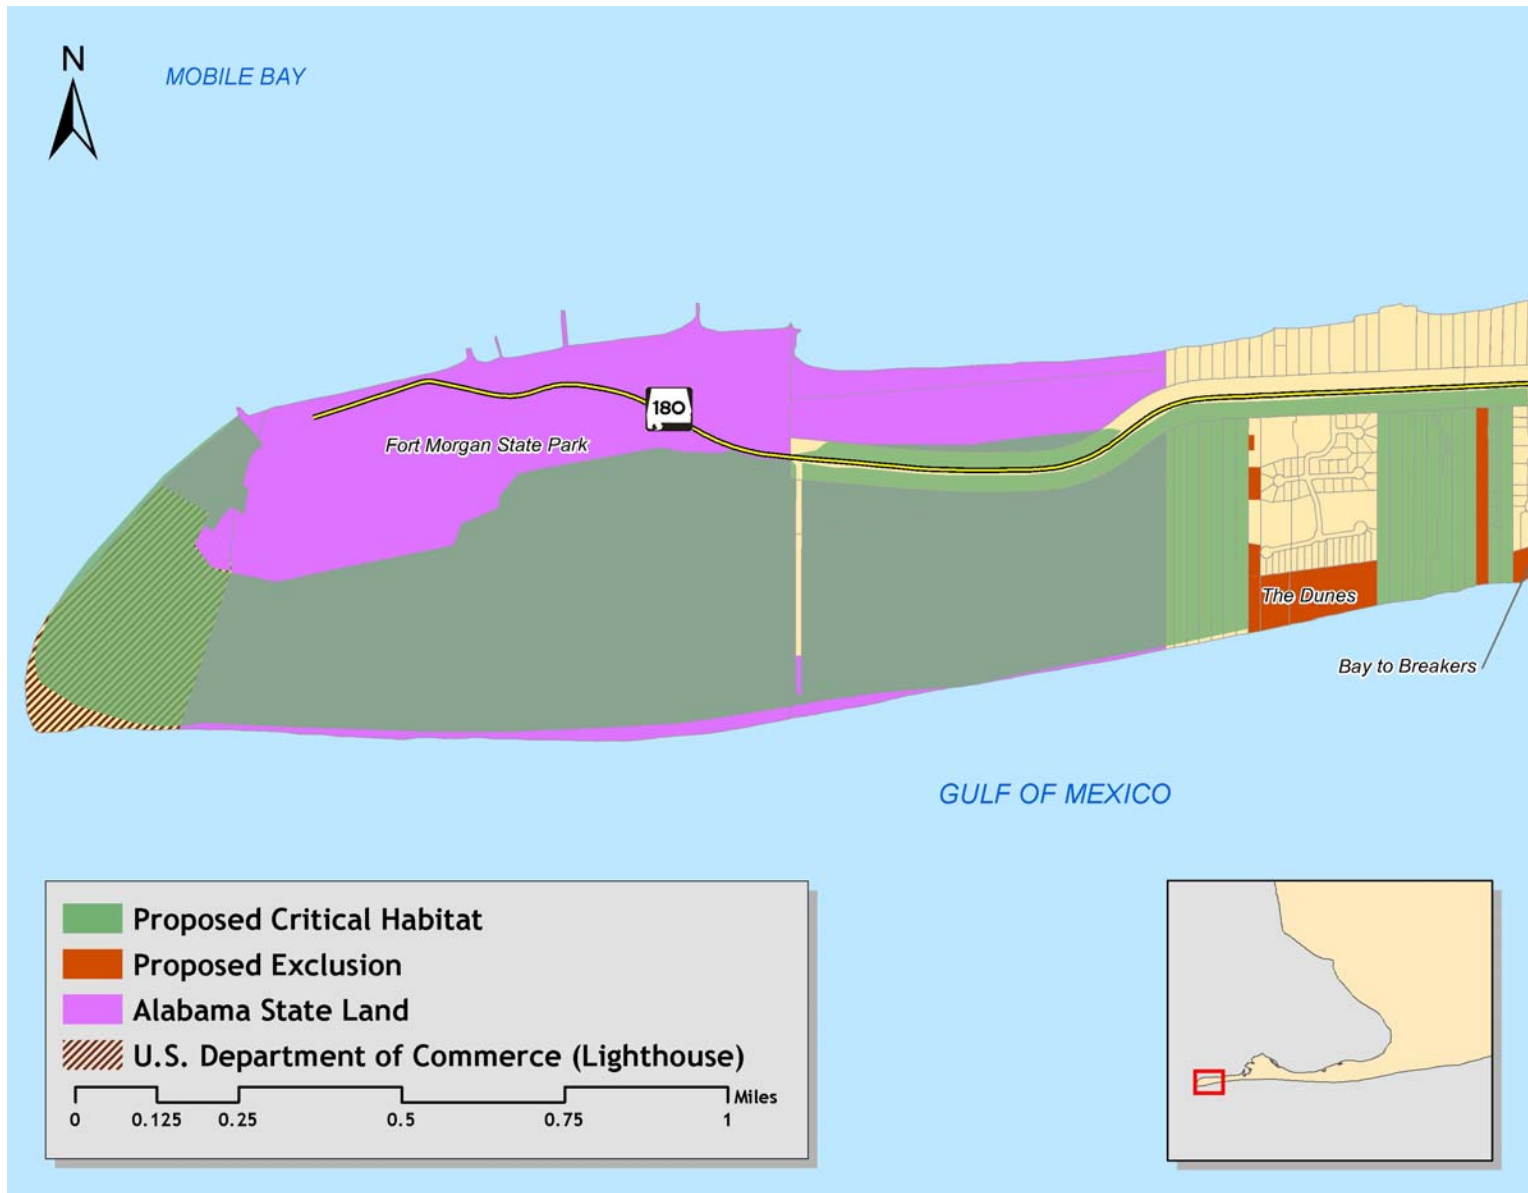 N
MOBILE BAY
180
Fort Morgan State Park
The Dunes
Bay to Breakers
GULF OF MEXICO
Proposed Critical Habitat
Proposed Exclusion
Alabama State Land
U.S. Department of Commerce (Lighthouse)
Miles
0 0.125 0.25 0.5 0.75 1